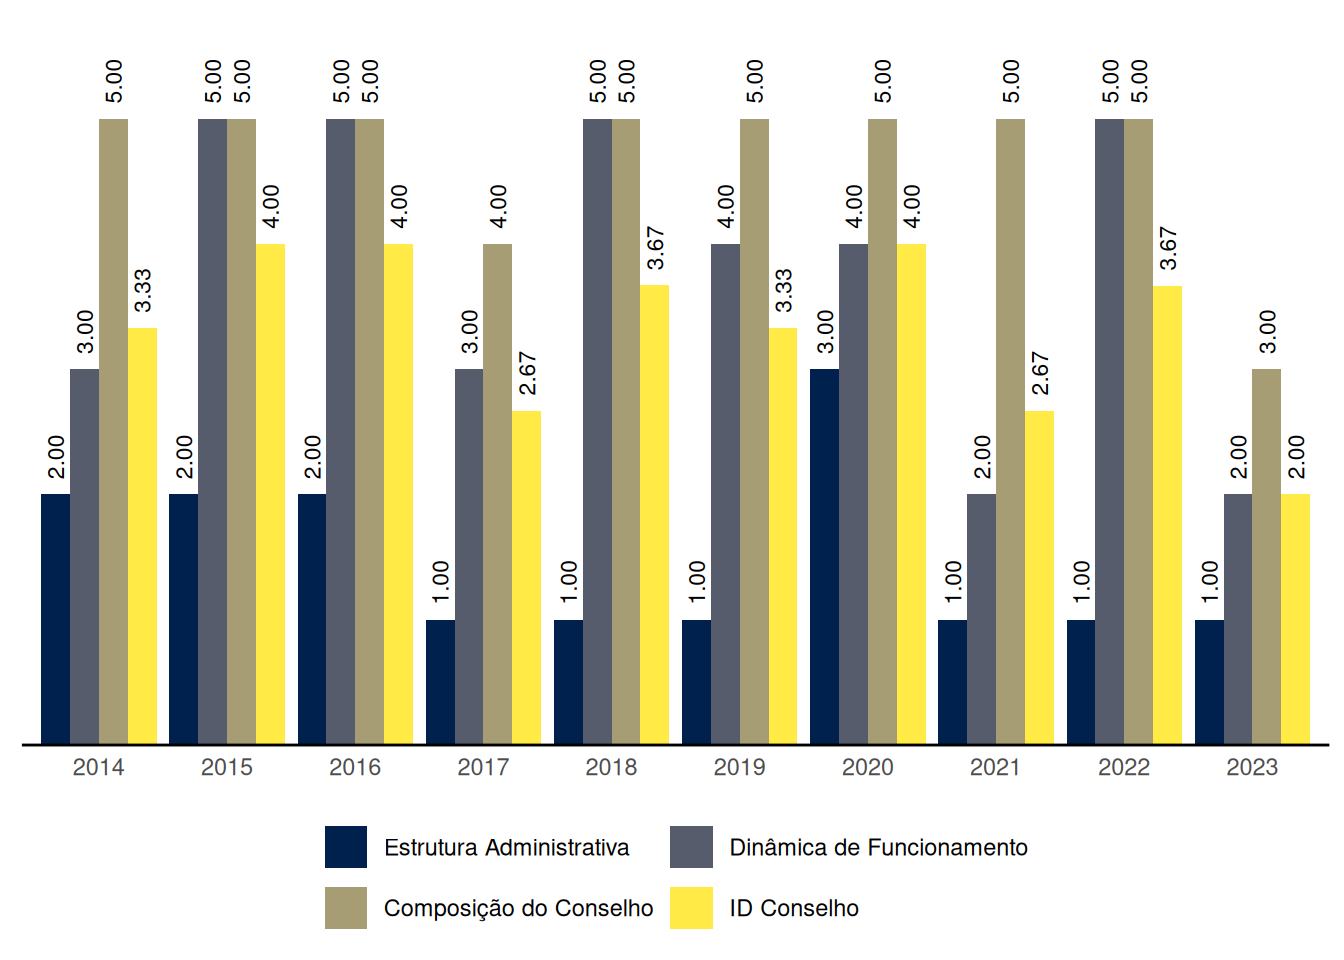 2.00 3.00 5.00 3.33
2.00 5.00 5.00 4.00
2.00 5.00 5.00 4.00
1.00 3.00 4.00 2.67
1.00 5.00 5.00 3.67
1.00 4.00 5.00 3.33
3.00 4.00 5.00 4.00
1.00 2.00 5.00 2.67
1.00 5.00 5.00 3.67
1.00 2.00 3.00 2.00
2014 2015 2016 2017 2018 2019 2020 2021 2022 2023
Estrutura Administrativa Dinâmica de Funcionamento
Composição do Conselho ID Conselho